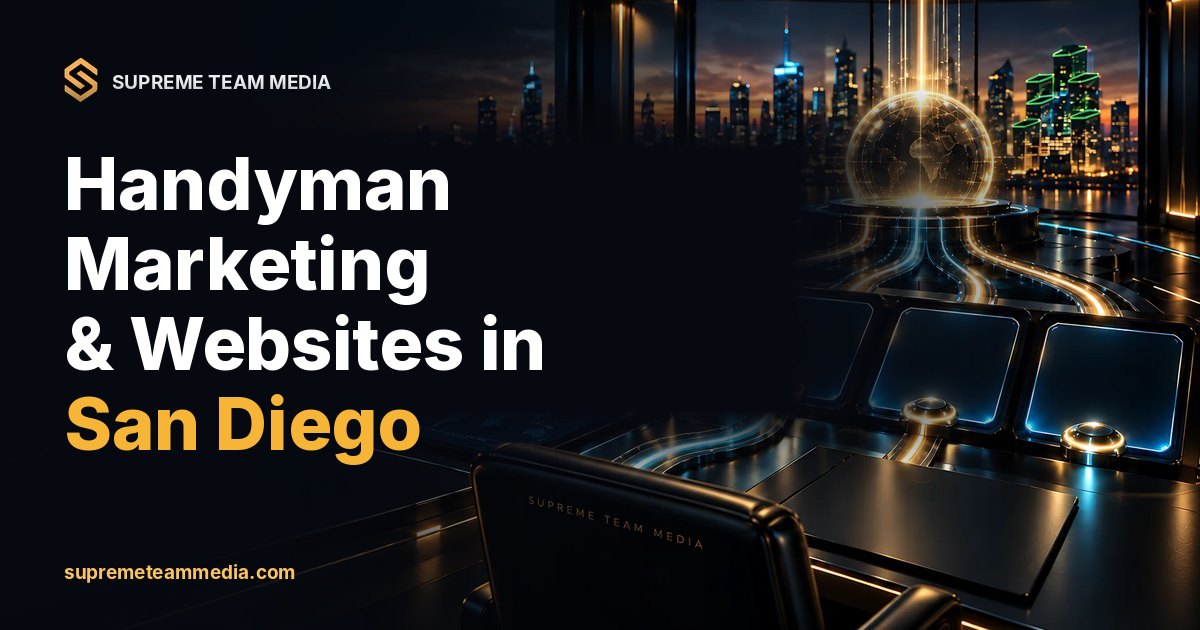 SUPREME TEAM MEDIA
Handyman
Marketing
& Websites in
San Diego
SUPREME TEAM MEDIA
supremeteammedia.com